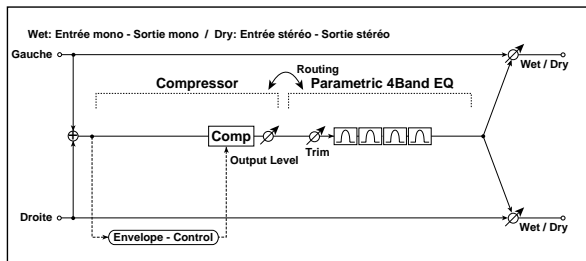 Wet: Entrée mono - Sortie mono / Dry: Entrée stéréo - Sortie stéréo
Gauche
Wet / Dry
Routing
Compressor
Parametric 4Band EQ
Comp
Output Level
Trim
Droite
Wet / Dry
Envelope - Control